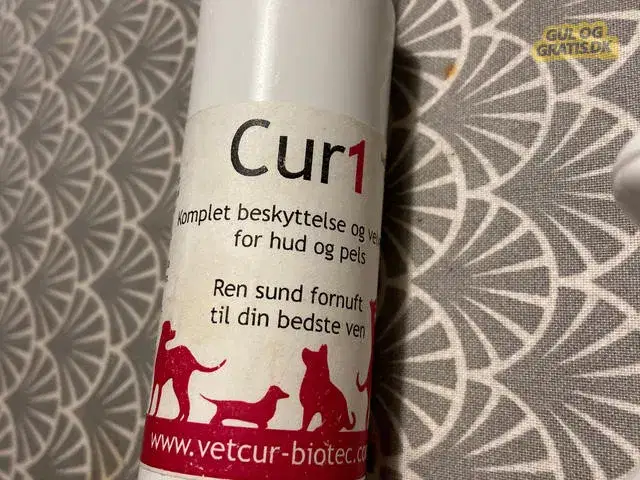 GUL OG
GRATIS.DK
Cur1
Komplet beskyttelse og
for hud og pels
Ren sund fornuft
til din bedste ven
www.vetcur-biotec.